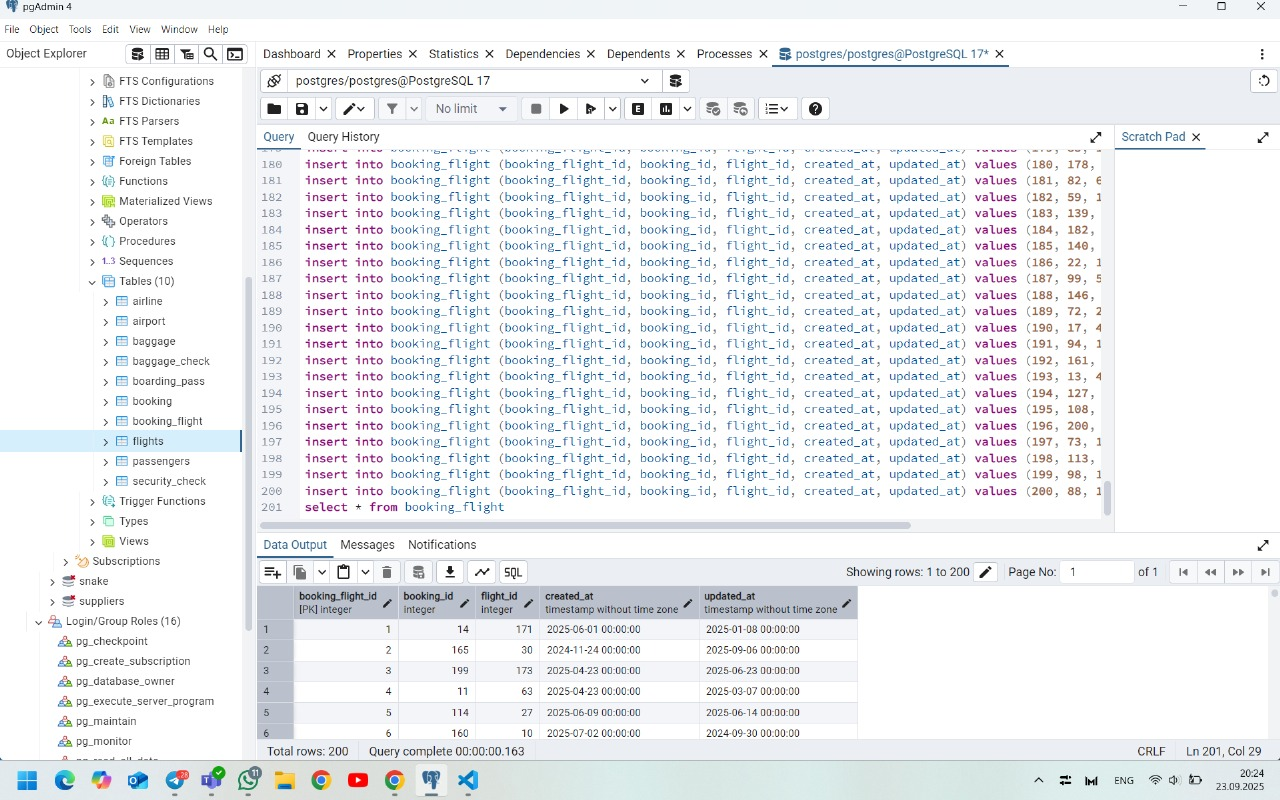 pgAdmin 4
File Object Tools Edit View Window Help
Object Explorer
Dashboard Properties Statistics Dependencies Dependents Processes postgres/postgres@PostgreSQL 17*
postgres/postgres@PostgreSQL 17
No limit
E
Query Query History
Scratch Pad
FTS Configurations
FTS Dictionaries
Aa FTS Parsers
FTS Templates
Foreign Tables
Functions
Materialized Views
Operators
Procedures
1..3 Sequences
Tables (10)
airline
airport
baggage
baggage_check
boarding_pass
booking
booking_flight
flights
passengers
security_check
Trigger Functions
Types
Views
Subscriptions
snake
suppliers
Login/Group Roles (16)
pg_checkpoint
pg_create_subscription
pg_database_owner
pg_execute_server_program
pg_maintain
pg_monitor
180 insert into booking_flight (booking_flight_id, booking_id, flight_id, created_at, updated_at) values (180, 178,
181 insert into booking_flight (booking_flight_id, booking_id, flight_id, created_at, updated_at) values (181, 82, 6
182 insert into booking_flight (booking_flight_id, booking_id, flight_id, created_at, updated_at) values (182, 59, 1
183 insert into booking_flight (booking_flight_id, booking_id, flight_id, created_at, updated_at) values (183, 139,
184 insert into booking_flight (booking_flight_id, booking_id, flight_id, created_at, updated_at) values (184, 182,
185 insert into booking_flight (booking_flight_id, booking_id, flight_id, created_at, updated_at) values (185, 140,
186 insert into booking_flight (booking_flight_id, booking_id, flight_id, created_at, updated_at) values (186, 22, 1
187 insert into booking_flight (booking_flight_id, booking_id, flight_id, created_at, updated_at) values (187, 99, 5
188 insert into booking_flight (booking_flight_id, booking_id, flight_id, created_at, updated_at) values (188, 146,
189 insert into booking_flight (booking_flight_id, booking_id, flight_id, created_at, updated_at) values (189, 72, 2
190 insert into booking_flight (booking_flight_id, booking_id, flight_id, created_at, updated_at) values (190, 17, 4
191 insert into booking_flight (booking_flight_id, booking_id, flight_id, created_at, updated_at) values (191, 94, 1
192 insert into booking_flight (booking_flight_id, booking_id, flight_id, created_at, updated_at) values (192, 161,
193 insert into booking_flight (booking_flight_id, booking_id, flight_id, created_at, updated_at) values (193, 13, 4
194 insert into booking_flight (booking_flight_id, booking_id, flight_id, created_at, updated_at) values (194, 127,
195 insert into booking_flight (booking_flight_id, booking_id, flight_id, created_at, updated_at) values (195, 108,
196 insert into booking_flight (booking_flight_id, booking_id, flight_id, created_at, updated_at) values (196, 200,
197 insert into booking_flight (booking_flight_id, booking_id, flight_id, created_at, updated_at) values (197, 73, 1
198 insert into booking_flight (booking_flight_id, booking_id, flight_id, created_at, updated_at) values (198, 113,
199 insert into booking_flight (booking_flight_id, booking_id, flight_id, created_at, updated_at) values (199, 98, 1
200 insert into booking_flight (booking_flight_id, booking_id, flight_id, created_at, updated_at) values (200, 88, 1
201 select * from booking_flight
Data Output Messages Notifications
SQL
Showing rows: 1 to 200 Page No: 1 of 1
booking_flight_id booking_id flight_id created_at updated_at
[PK] integer integer integer timestamp without time zone timestamp without time zone
1 1 14 171 2025-06-01 00:00:00 2025-01-08 00:00:00
2 2 165 30 2024-11-24 00:00:00 2025-09-06 00:00:00
3 3 199 173 2025-04-23 00:00:00 2025-06-23 00:00:00
4 4 11 63 2025-04-23 00:00:00 2025-03-07 00:00:00
5 5 114 27 2025-06-09 00:00:00 2025-06-14 00:00:00
6 6 160 10 2025-07-02 00:00:00 2024-09-30 00:00:00
Total rows: 200 Query complete 00:00:00.163 CRLF Ln 201, Col 29
28 11
ENG
20:24
23.09.2025